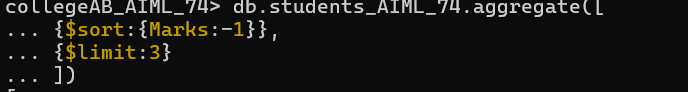 collegeAB_AIML_74> db.students_AIML_74.aggregate([
... {$sort:{Marks:-1}},
... {$limit:3}
... ])